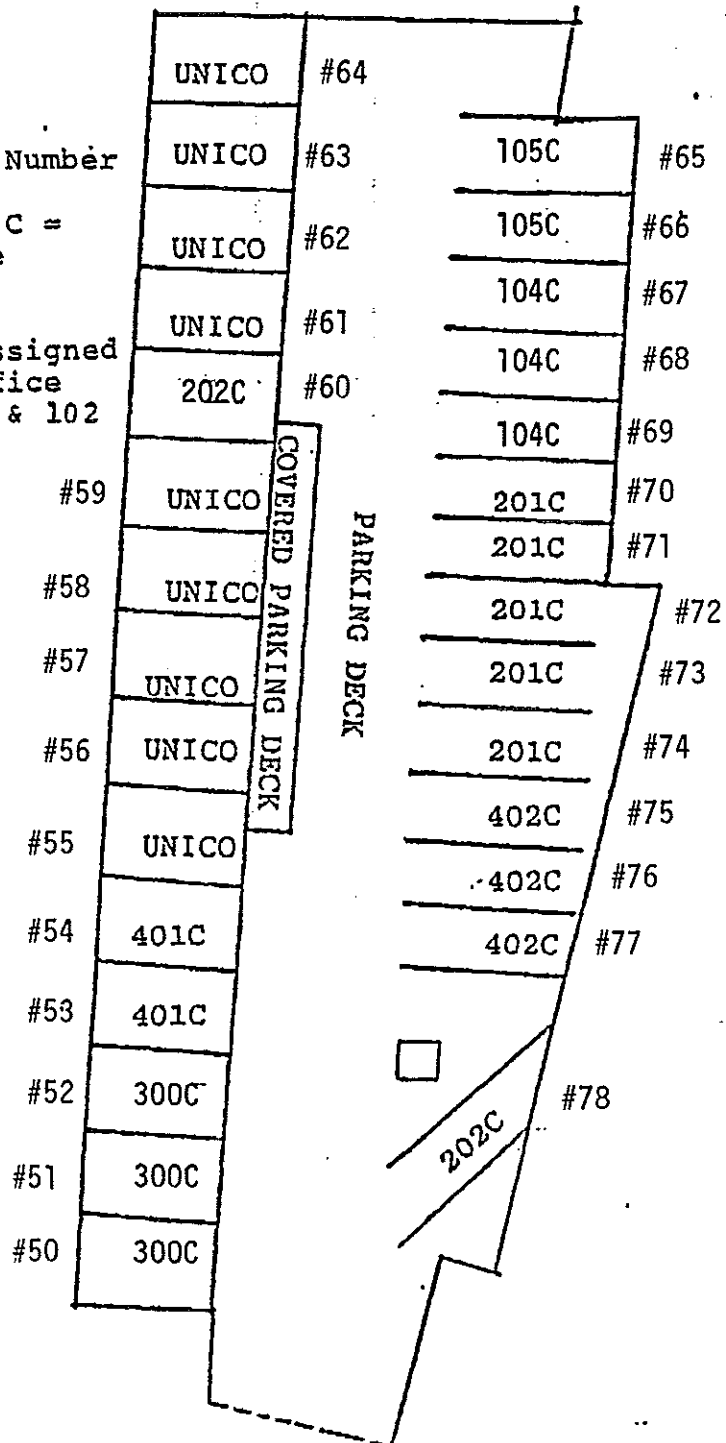 UNICO #64
Number UNICO #63 105C #65
C = UNICO #62 105C #66
e
UNICO #61 104C #67
ssigned
fice 202C #60 104C #68
& 102
104C #69
#59 UNICO 201C #70
201C #71
COVERED PARKING DECK
PARKING DECK
#58 UNICO 201C #72
#57 UNICO 201C #73
#56 UNICO 201C #74
#55 UNICO 402C #75
402C #76
#54 401C 402C #77
#53 401C
#52 300C 202C #78
#51 300C
#50 300C